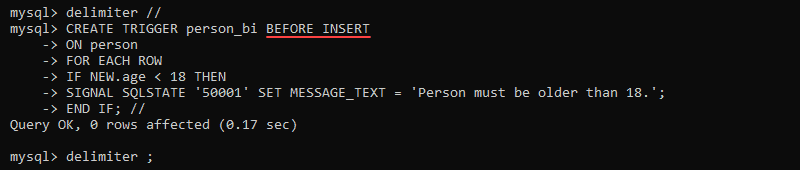 mysql> delimiter //
mysql> CREATE TRIGGER person_bi BEFORE INSERT
    -> ON person
    -> FOR EACH ROW
    -> IF NEW.age < 18 THEN
    -> SIGNAL SQLSTATE '50001' SET MESSAGE_TEXT = 'Person must be older than 18.';
    -> END IF; //
Query OK, 0 rows affected (0.17 sec)
mysql> delimiter ;